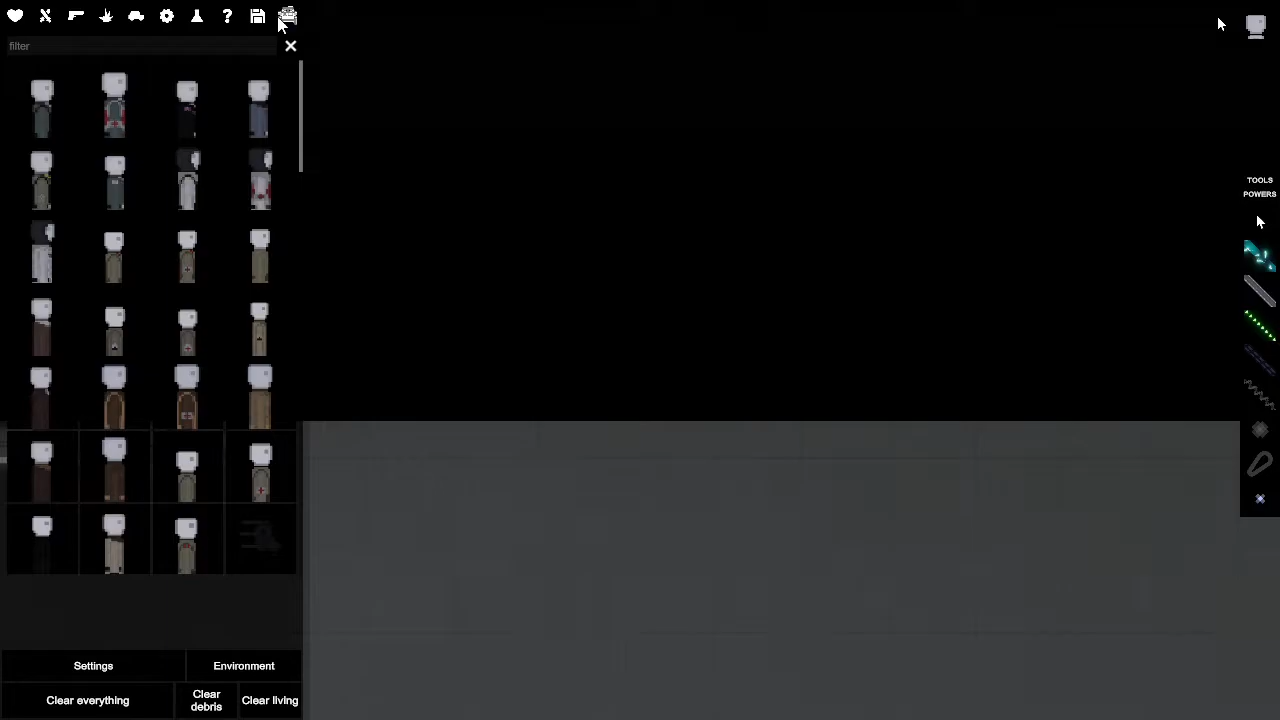 ?
filter
TOOLS
POWERS
Settings
Environment
Clear everything
Clear
debris
Clear living